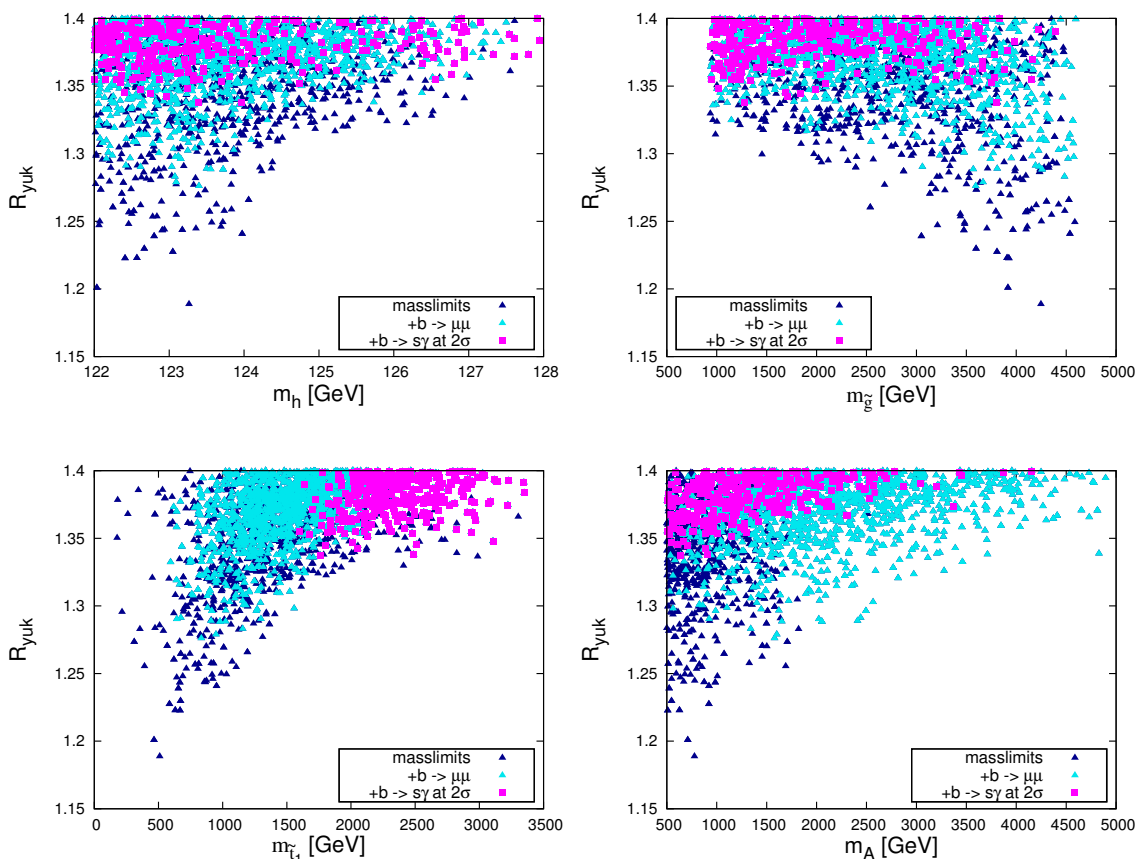 1.4
1.35
1.3
1.25
1.2
1.15
R_yuk
122 123 124 125 126 127 128
m_h [GeV]
masslimits
+b -> μμ
+b -> sγ at 2σ
1.4
1.35
1.3
1.25
1.2
1.15
R_yuk
500 1000 1500 2000 2500 3000 3500 4000 4500 5000
m_g̃ [GeV]
masslimits
+b -> μμ
+b -> sγ at 2σ
1.4
1.35
1.3
1.25
1.2
1.15
R_yuk
0 500 1000 1500 2000 2500 3000 3500
m_t̃₁ [GeV]
masslimits
+b -> μμ
+b -> sγ at 2σ
1.4
1.35
1.3
1.25
1.2
1.15
R_yuk
500 1000 1500 2000 2500 3000 3500 4000 4500 5000
m_A [GeV]
masslimits
+b -> μμ
+b -> sγ at 2σ